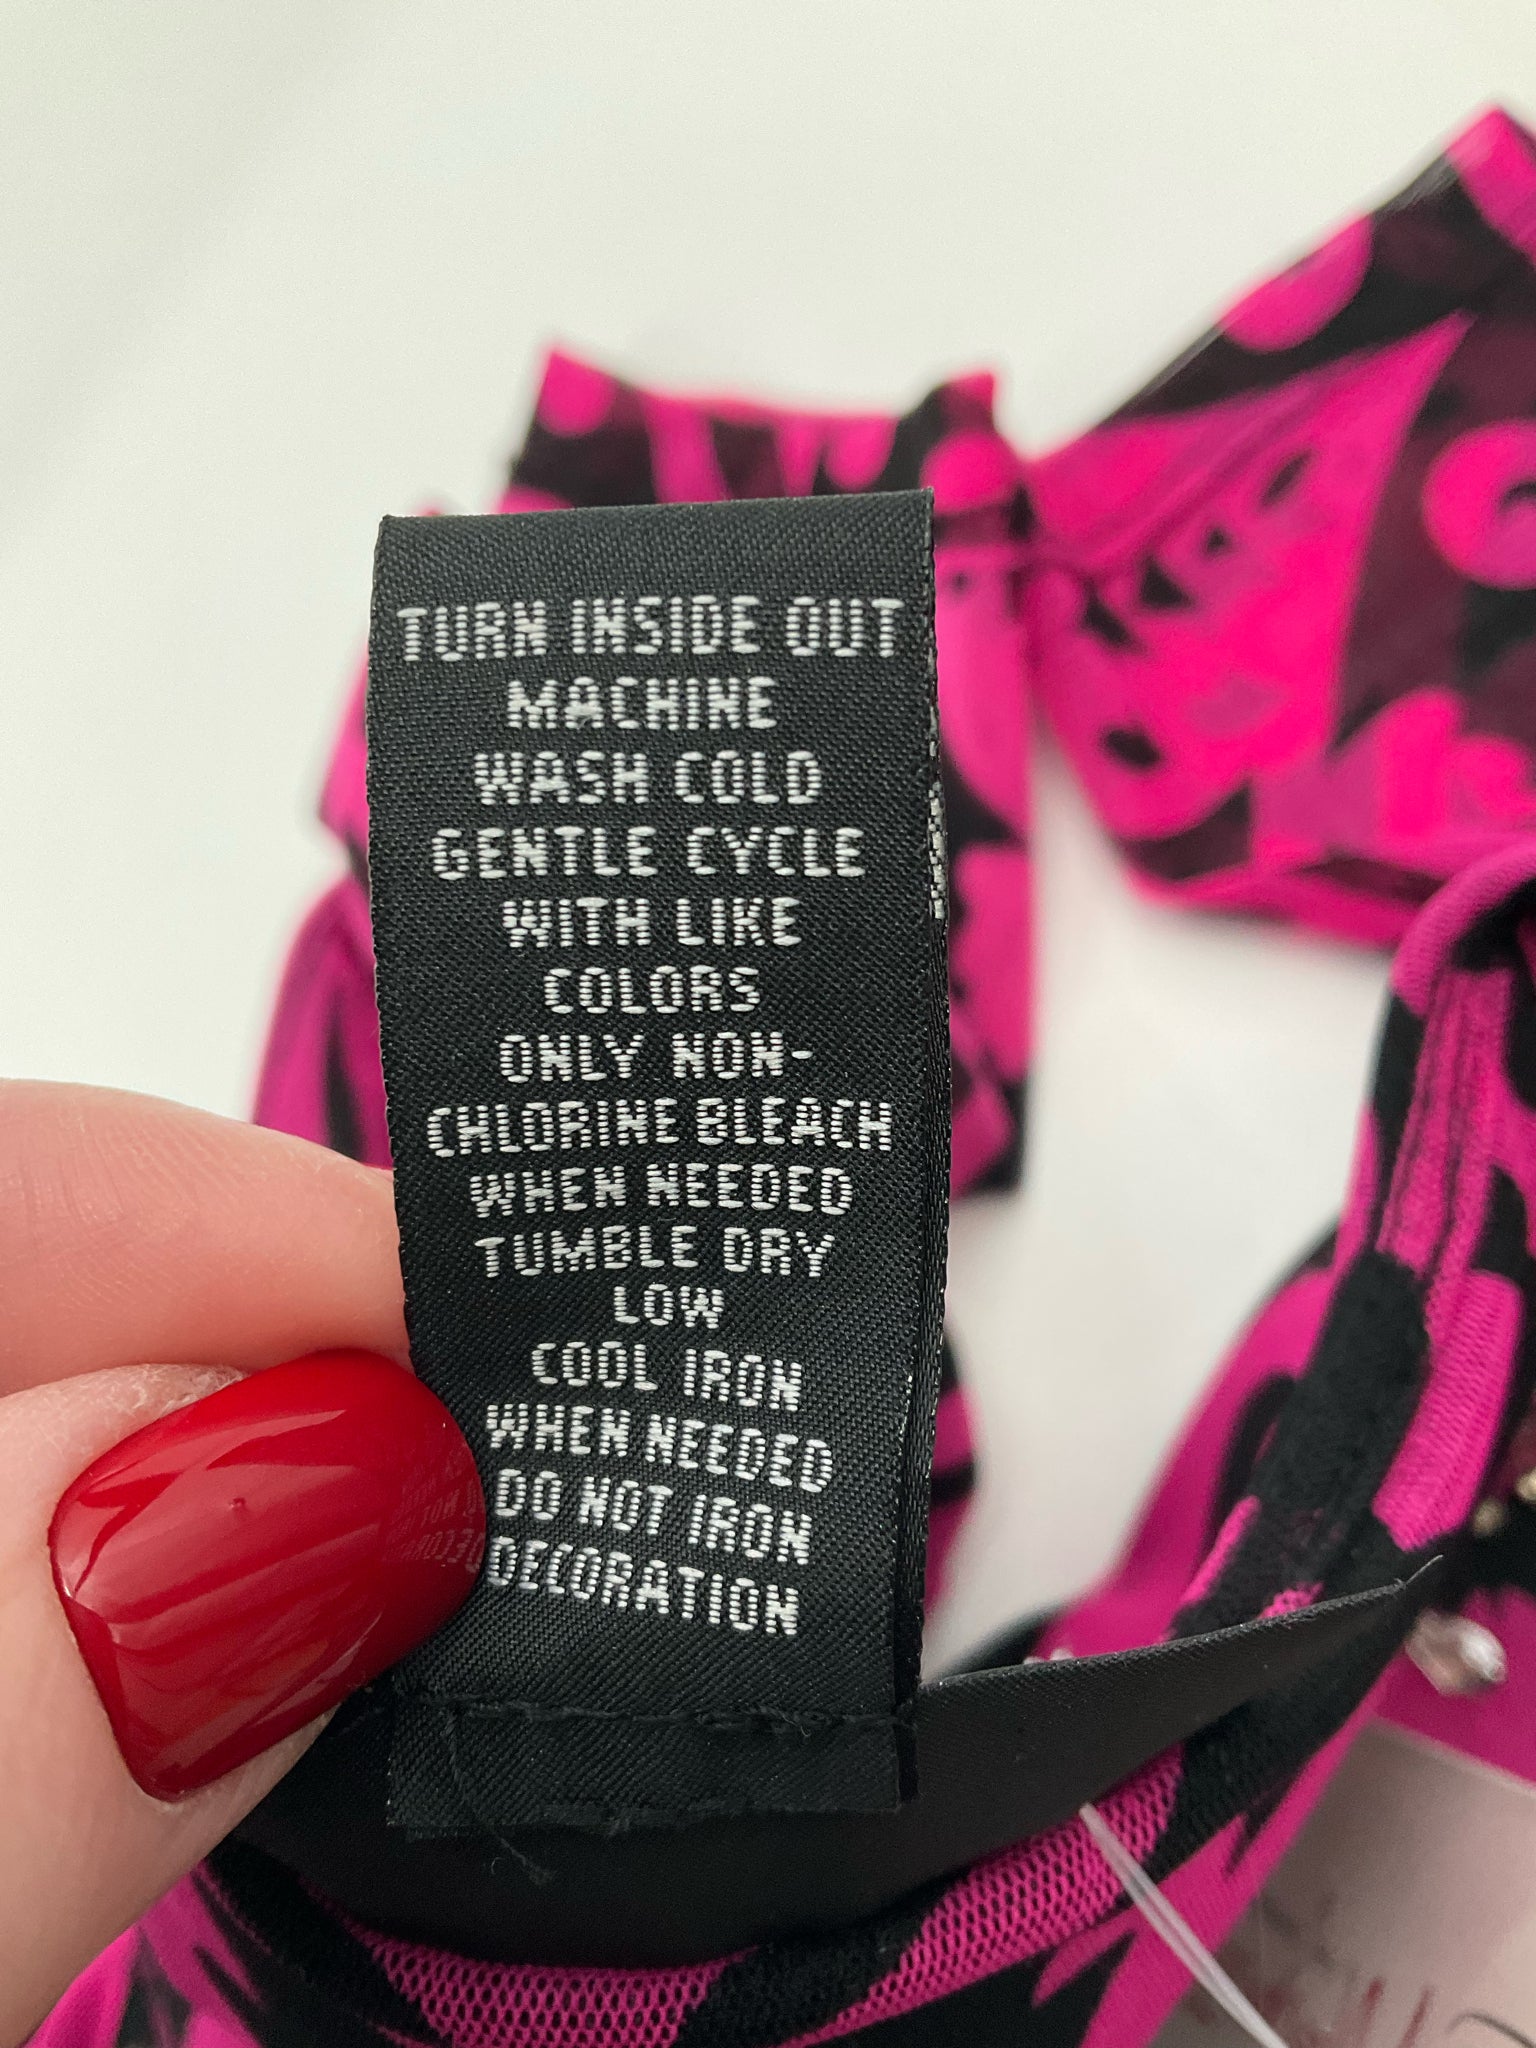 TURN INSIDE OUT
MACHINE
WASH COLD
GENTLE CYCLE
WITH LIKE
COLORS
ONLY NON-
CHLORINE BLEACH
WHEN NEEDED
TUMBLE DRY
LOW
COOL IRON
WHEN NEEDED
DO NOT IRON
DECORATION